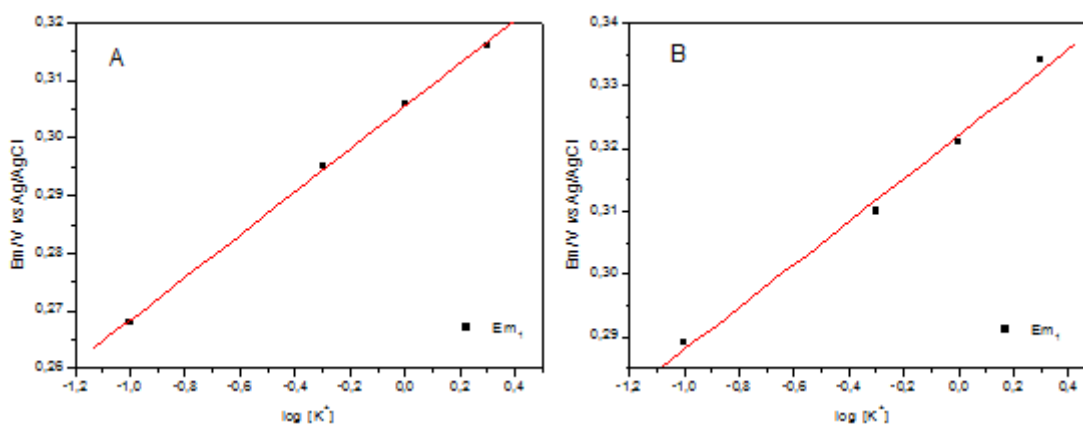 A
0,32
0,31
0,30
0,29
0,28
0,27
0,26
Em/V vs Ag/AgCl
-1,2 -1,0 -0,8 -0,6 -0,4 -0,2 0,0 0,2 0,4
log [K⁺]
Em₁
B
0,34
0,33
0,32
0,31
0,30
0,29
Em/V vs Ag/AgCl
-1,2 -1,0 -0,8 -0,6 -0,4 -0,2 0,0 0,2 0,4
log [K⁺]
Em₁